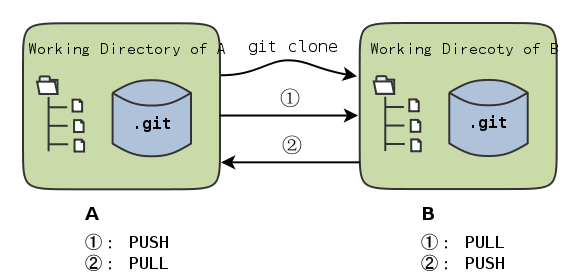 Working Directory of A
git clone
Working Direcoty of B
①
.git
.git
②
A
B
①: PUSH
①: PULL
②: PULL
②: PUSH